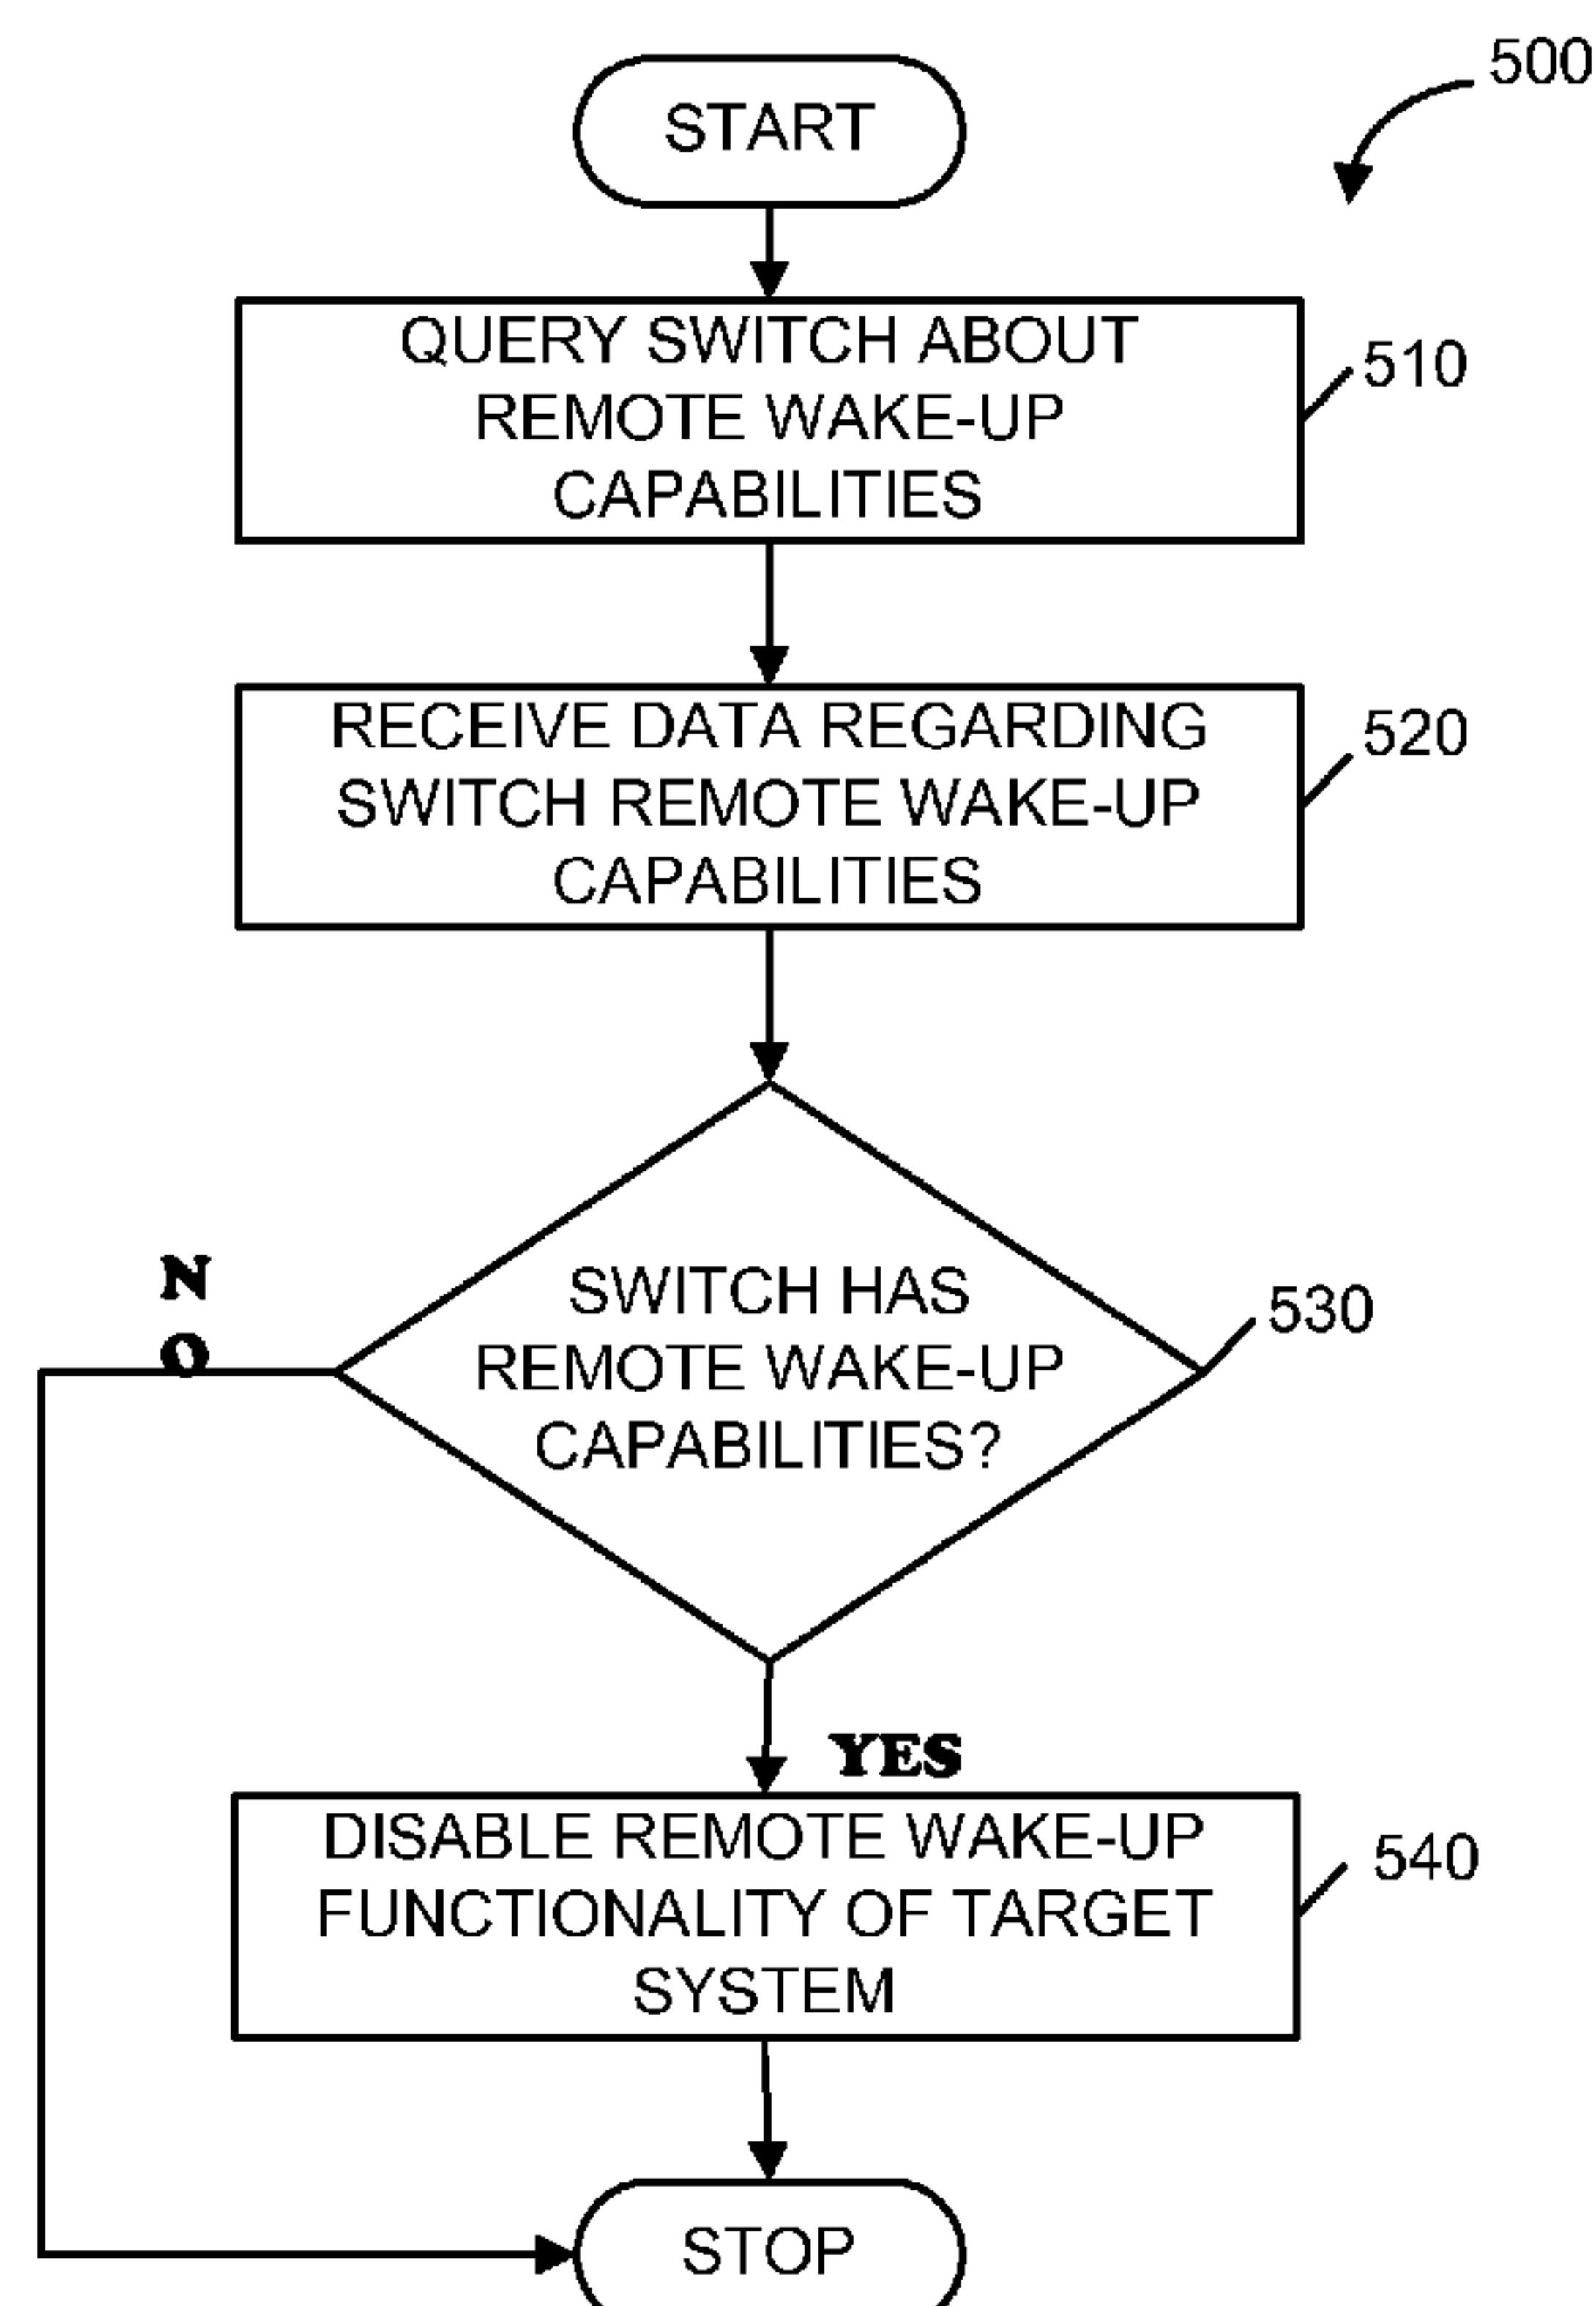 500
START
QUERY SWITCH ABOUT
REMOTE WAKE-UP
CAPABILITIES
510
RECEIVE DATA REGARDING
SWITCH REMOTE WAKE-UP
CAPABILITIES
520
SWITCH HAS
REMOTE WAKE-UP
CAPABILITIES?
530
N
O
YES
DISABLE REMOTE WAKE-UP
FUNCTIONALITY OF TARGET
SYSTEM
540
STOP